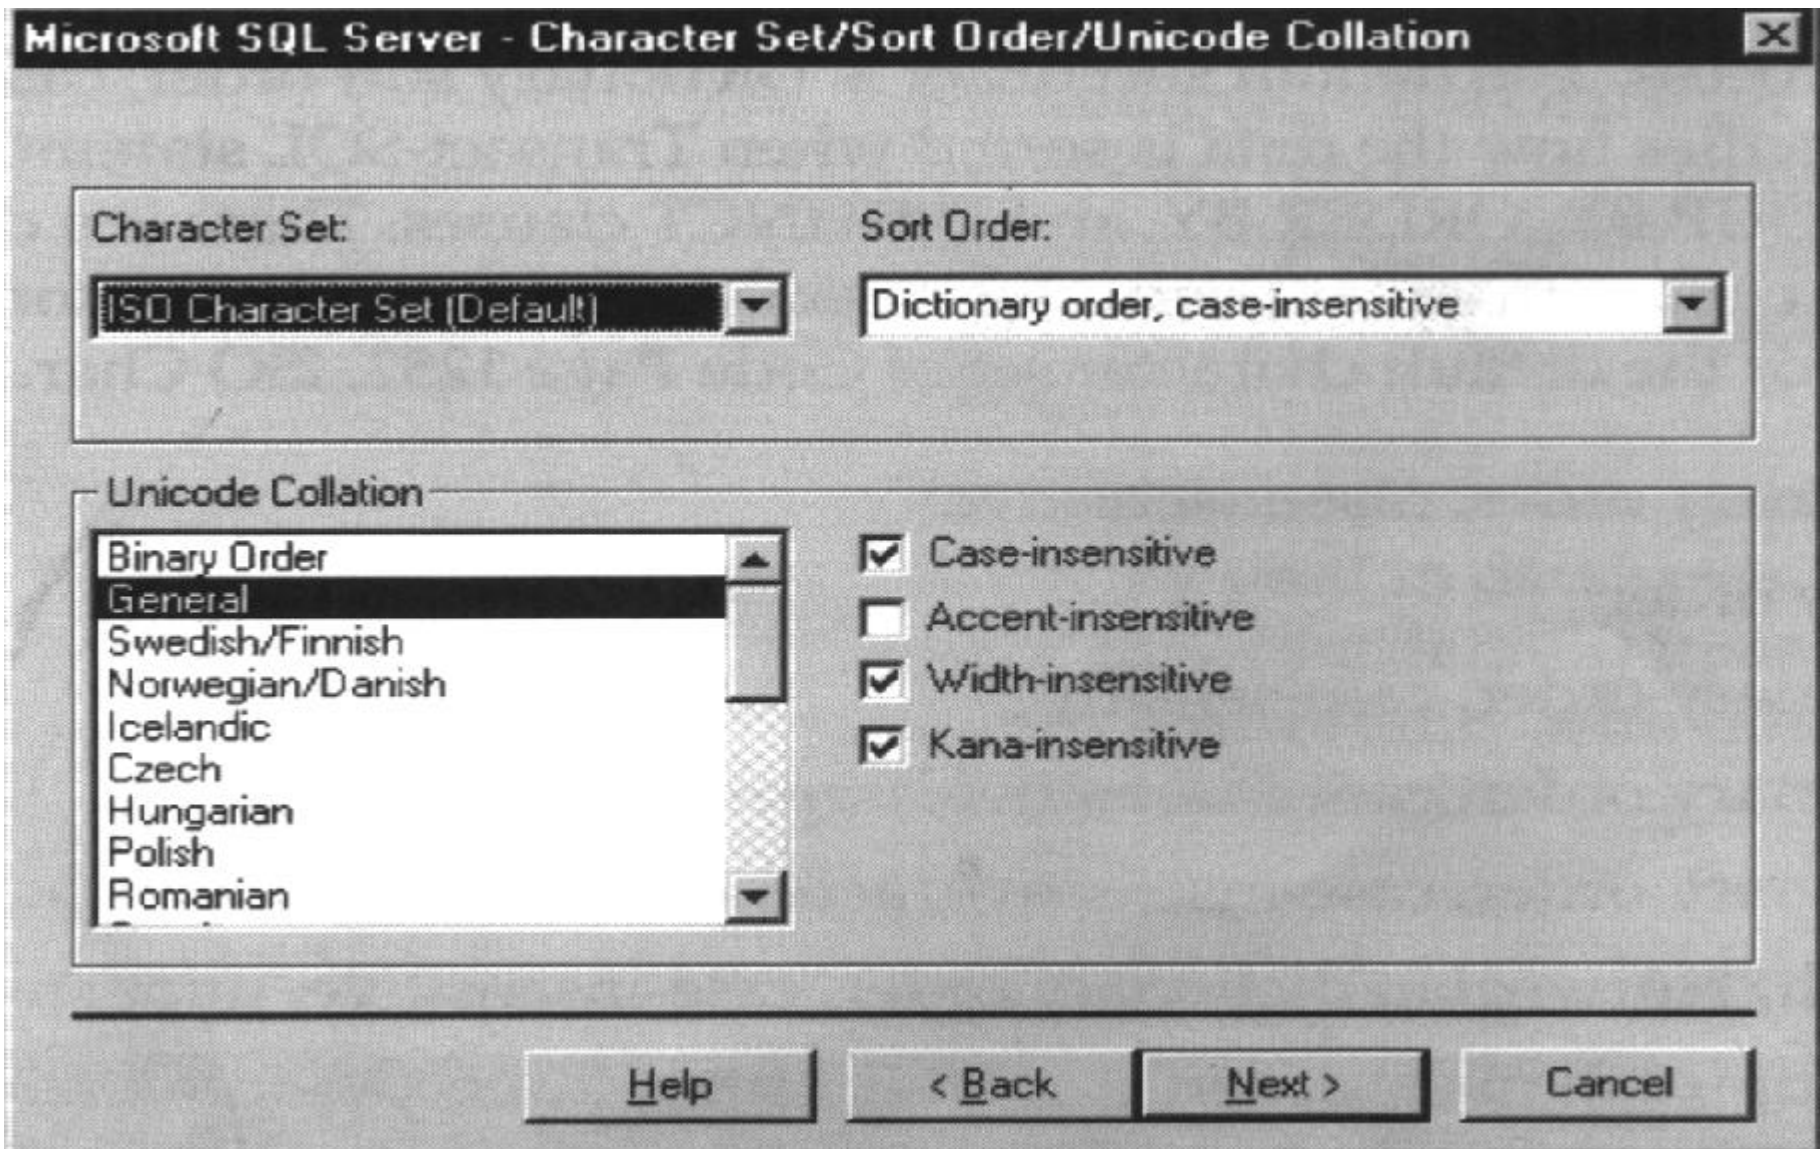 Microsoft SQL Server - Character Set/Sort Order/Unicode Collation
Character Set:
Sort Order:
ISO Character Set (Default)
Dictionary order, case-insensitive
Unicode Collation
Binary Order
General
Swedish/Finnish
Norwegian/Danish
Icelandic
Czech
Hungarian
Polish
Romanian
Case-insensitive
Accent-insensitive
Width-insensitive
Kana-insensitive
Help
< Back
Next >
Cancel